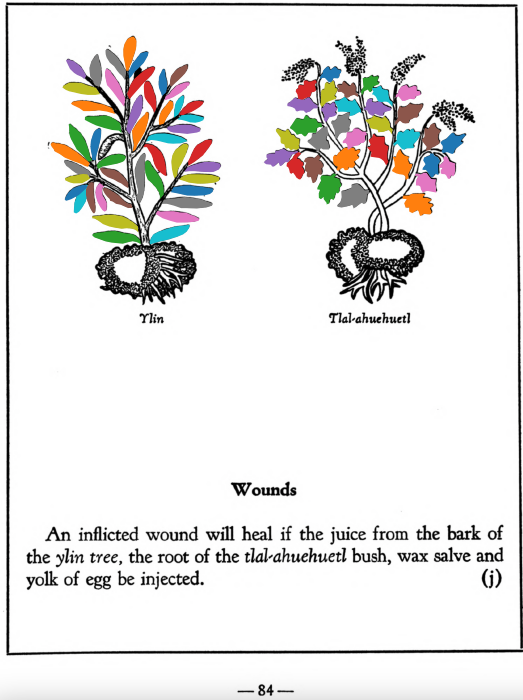 Ylin
Tlal-ahuehuetl
Wounds
An inflicted wound will heal if the juice from the bark of
the ylin tree, the root of the tlal-ahuehuetl bush, wax salve and
yolk of egg be injected. (j)
— 84 —